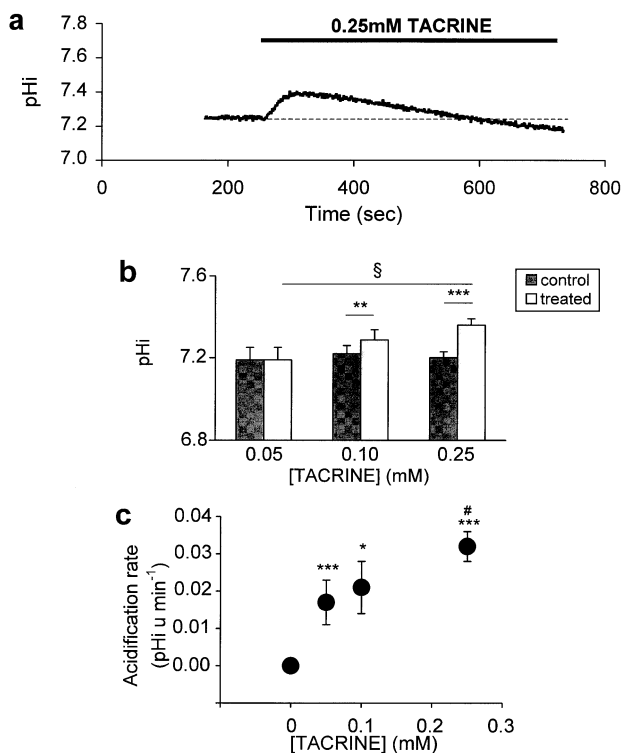 a
0.25mM TACRINE
7.8
7.4
7.2
7.0
pHi
0 200 400 600 800
Time (sec)
b
§
** ***
control
treated
7.6
7.2
6.8
pHi
0.05 0.10 0.25
[TACRINE] (mM)
c
#
*** * ***
0.04
0.03
0.02
0.01
0.00
Acidification rate
(pHi u min⁻¹)
0 0.1 0.2 0.3
[TACRINE] (mM)